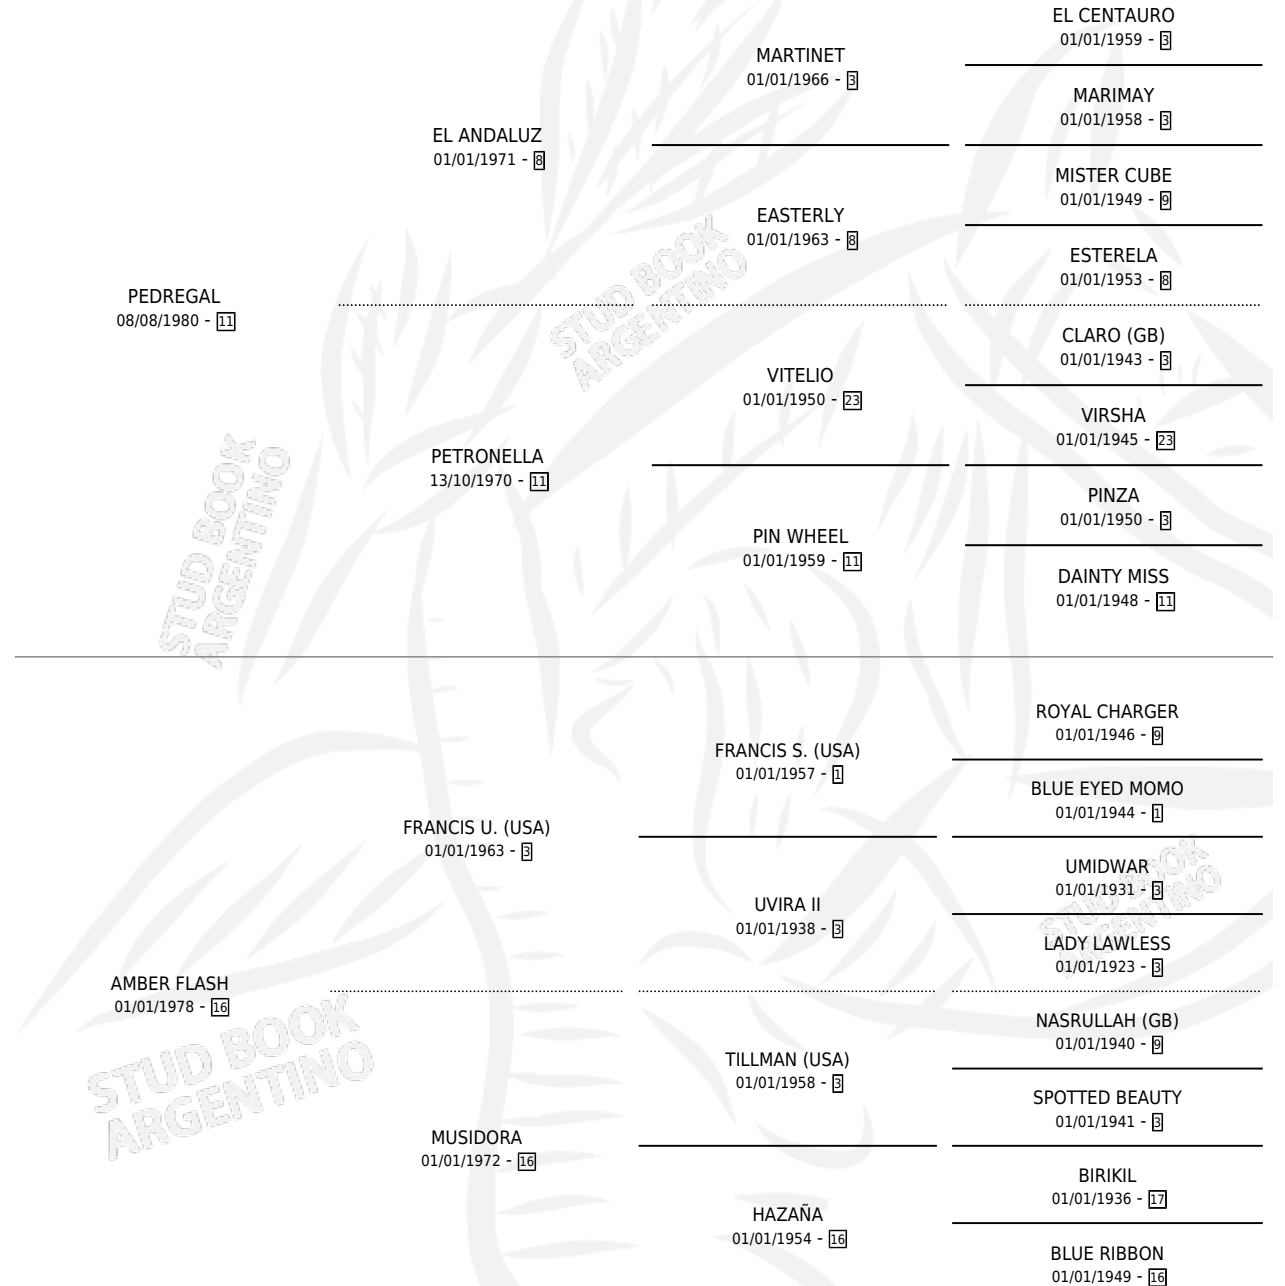 EL CENTAURO
01/01/1959 - 3
MARTINET
01/01/1966 - 3
MARIMAY
01/01/1958 - 3
EL ANDALUZ
01/01/1971 - 8
MISTER CUBE
01/01/1949 - 9
EASTERLY
01/01/1963 - 8
ESTERELA
01/01/1953 - 8
PEDREGAL
08/08/1980 - 11
CLARO (GB)
01/01/1943 - 3
VITELIO
01/01/1950 - 23
VIRSHA
01/01/1945 - 23
PETRONELLA
13/10/1970 - 11
PINZA
01/01/1950 - 3
PIN WHEEL
01/01/1959 - 11
DAINTY MISS
01/01/1948 - 11
ROYAL CHARGER
01/01/1946 - 9
FRANCIS S. (USA)
01/01/1957 - 1
BLUE EYED MOMO
01/01/1944 - 1
FRANCIS U. (USA)
01/01/1963 - 3
UMIDWAR
01/01/1931 - 3
UVIRA II
01/01/1938 - 3
LADY LAWLESS
01/01/1923 - 3
AMBER FLASH
01/01/1978 - 16
NASRULLAH (GB)
01/01/1940 - 9
TILLMAN (USA)
01/01/1958 - 3
SPOTTED BEAUTY
01/01/1941 - 3
MUSIDORA
01/01/1972 - 16
BIRIKIL
01/01/1936 - 17
HAZAÑA
01/01/1954 - 16
BLUE RIBBON
01/01/1949 - 16
STUD BOOK
ARGENTINO
STUD BOOK
ARGENTINO
STUD BOOK
ARGENTINO
STUD BOOK
ARGENTINO